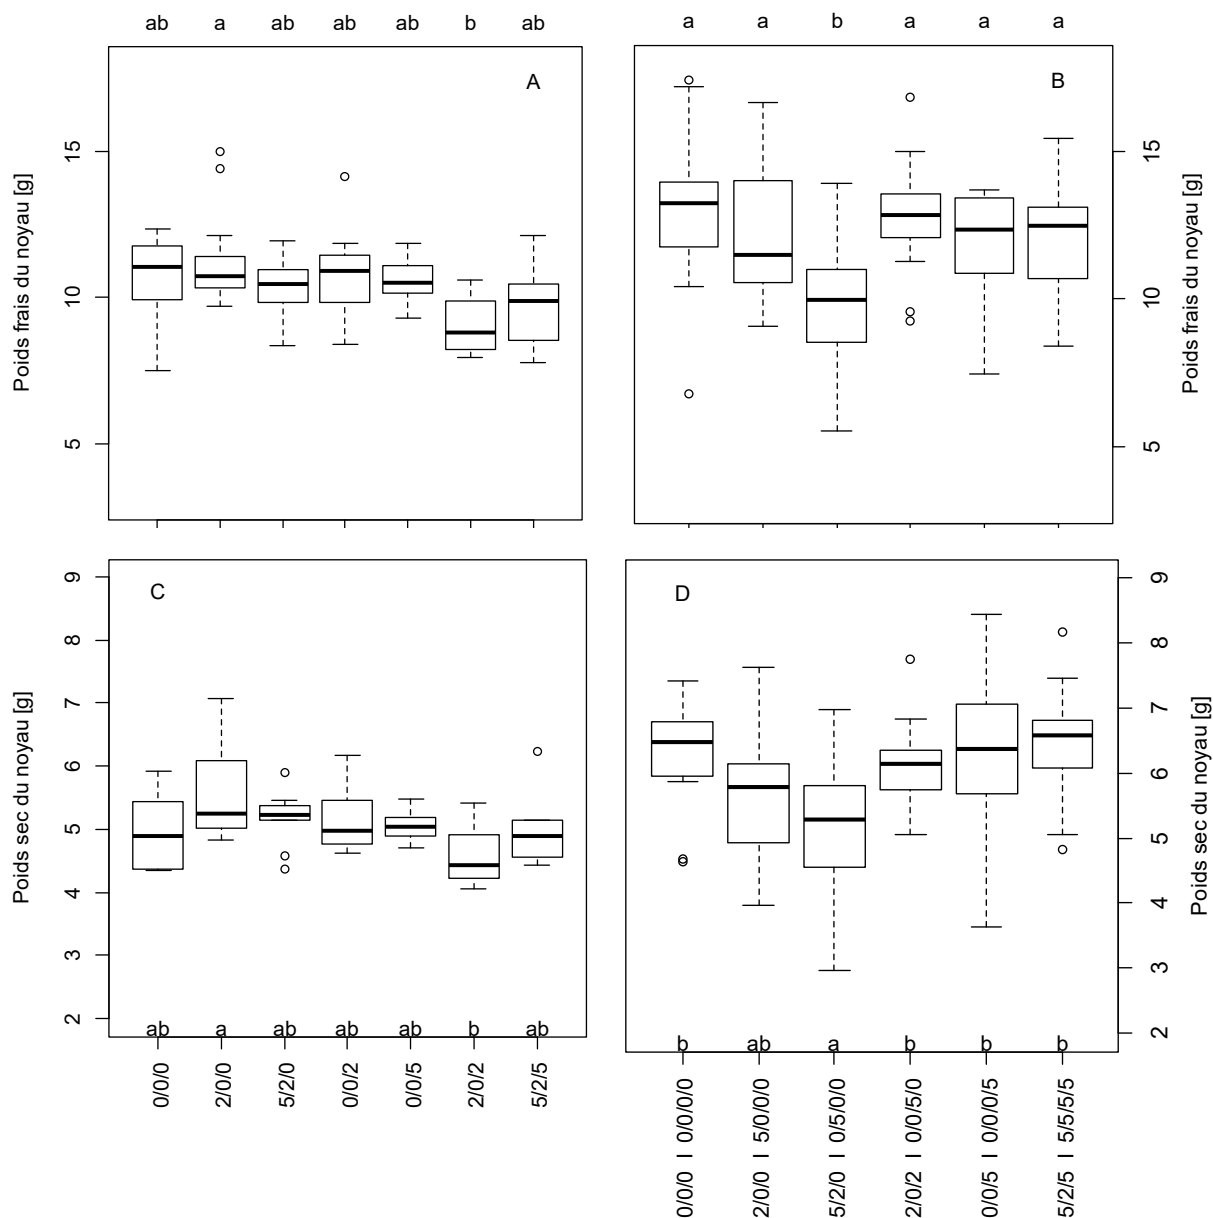 ab a ab ab ab b ab
a a b a a a
A
B
Poids frais du noyau [g]
15
10
5
15
10
5
Poids frais du noyau [g]
C
D
Poids sec du noyau [g]
9
8
7
6
5
4
3
2
9
8
7
6
5
4
3
2
Poids sec du noyau [g]
ab a ab ab ab b ab
b ab a b b b
0/0/0
2/0/0
5/2/0
0/0/2
0/0/5
2/0/2
5/2/5
0/0/0 I 0/0/0/0
2/0/0 I 5/0/0/0
5/2/0 I 0/5/0/0
2/0/2 I 0/0/5/0
0/0/5 I 0/0/0/5
5/2/5 I 5/5/5/5